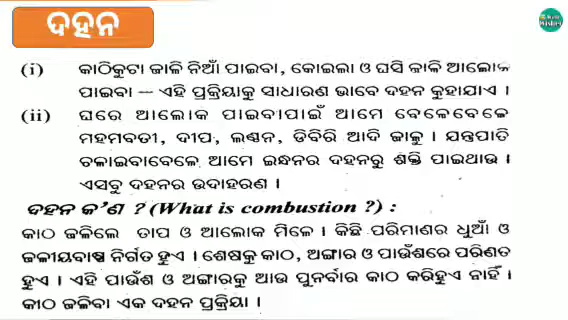 ଦହନ
(i) କାଠିକୁଟା ଜାଳି ନିଆଁ ପାଇବା, କୋଇଲା ଓ ଘସି ଜାଳି ଆଲୋକ
ପାଇବା — ଏହି ପ୍ରକ୍ରିୟାକୁ ସାଧାରଣ ଭାବେ ଦହନ କୁହାଯାଏ ।
(ii) ଘରେ ଆଲୋକ ପାଇବାପାଇଁ ଆମେ ବେଳେବେଳେ
ମହମବତୀ, ଦୀପ, ଲଣ୍ଠନ, ଡିବିରି ଆଦି ଜାଳୁ । ଯନ୍ତ୍ରପାତି
ଚଳାଇବାବେଳେ ଆମେ ଇନ୍ଧନର ଦହନରୁ ଶକ୍ତି ପାଇଥାଉ ।
ଏସବୁ ଦହନର ଉଦାହରଣ ।
ଦହନ କ'ଣ ? (What is combustion ?) :
କାଠ ଜଳିଲେ ତାପ ଓ ଆଲୋକ ମିଳେ । କିଛି ପରିମାଣର ଧୂଆଁ ଓ
ଜଳୀୟବାଷ୍ପ ନିର୍ଗତ ହୁଏ । ଶେଷକୁ କାଠ, ଅଙ୍ଗାର ଓ ପାଉଁଶରେ ପରିଣତ
ହୁଏ । ଏହି ପାଉଁଶ ଓ ଅଙ୍ଗାରକୁ ଆଉ ପୁନର୍ବାର କାଠ କରିହୁଏ ନାହିଁ ।
କାଠ ଜଳିବା ଏକ ଦହନ ପ୍ରକ୍ରିୟା ।